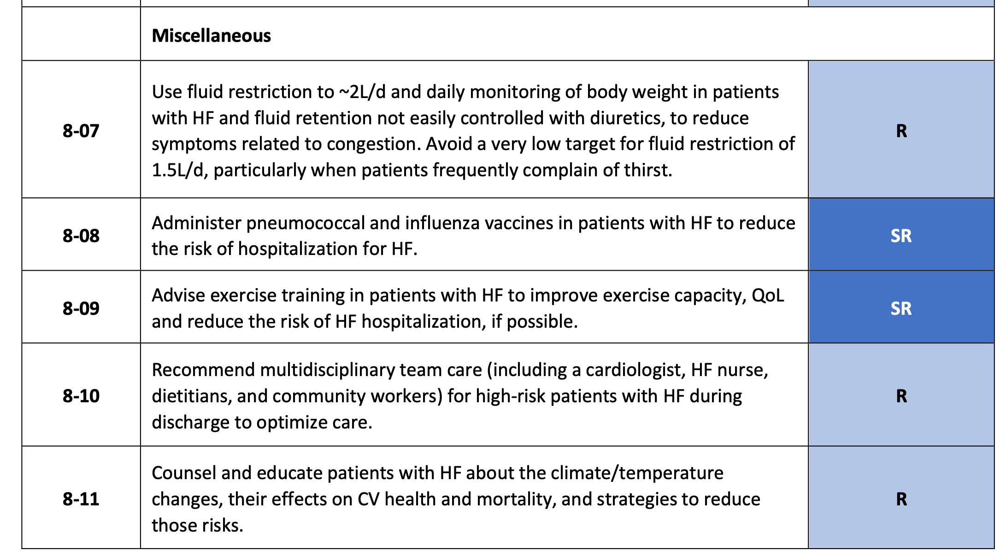 Miscellaneous
8-07
Use fluid restriction to ~2L/d and daily monitoring of body weight in patients
with HF and fluid retention not easily controlled with diuretics, to reduce
symptoms related to congestion. Avoid a very low target for fluid restriction of
1.5L/d, particularly when patients frequently complain of thirst.
R
8-08
Administer pneumococcal and influenza vaccines in patients with HF to reduce
the risk of hospitalization for HF.
SR
8-09
Advise exercise training in patients with HF to improve exercise capacity, QoL
and reduce the risk of HF hospitalization, if possible.
SR
8-10
Recommend multidisciplinary team care (including a cardiologist, HF nurse,
dietitians, and community workers) for high-risk patients with HF during
discharge to optimize care.
R
8-11
Counsel and educate patients with HF about the climate/temperature
changes, their effects on CV health and mortality, and strategies to reduce
those risks.
R